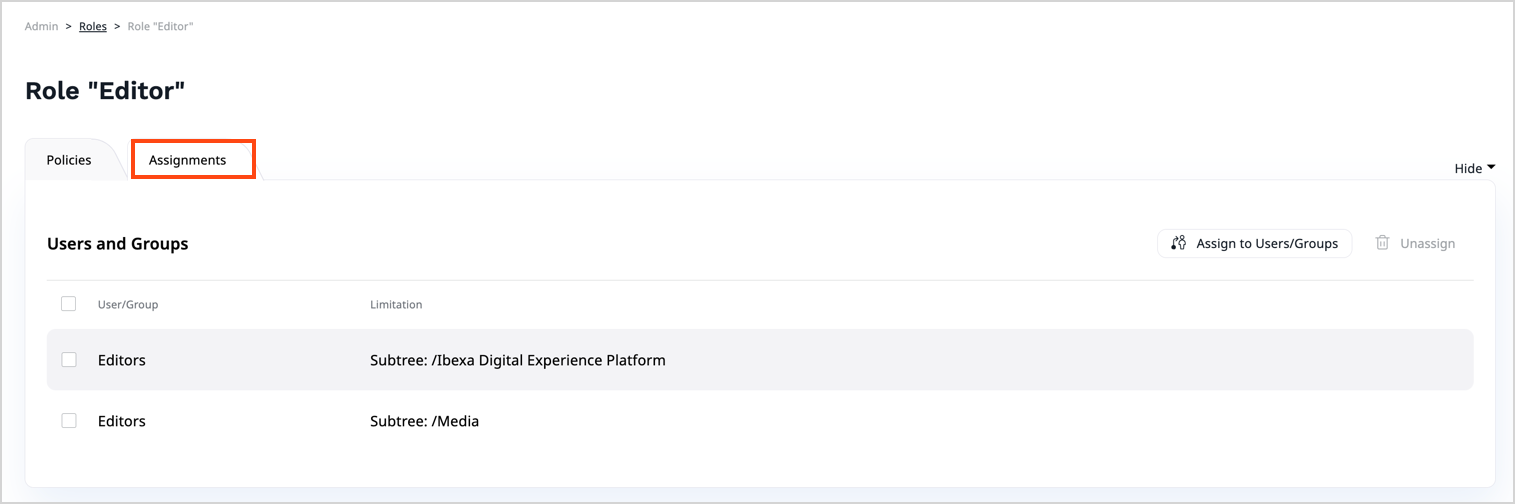 Admin > Roles > Role "Editor"
Role "Editor"
Policies Assignments
Hide
Users and Groups Assign to Users/Groups Unassign
User/Group Limitation
Editors Subtree: /Ibexa Digital Experience Platform
Editors Subtree: /Media